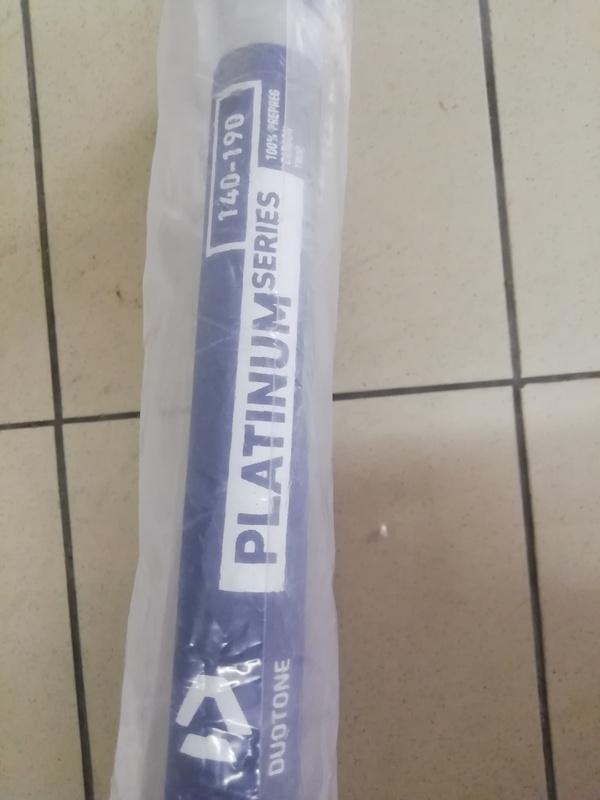 140-190
100% PREPREG
PLATINUM SERIES
DUOTONE